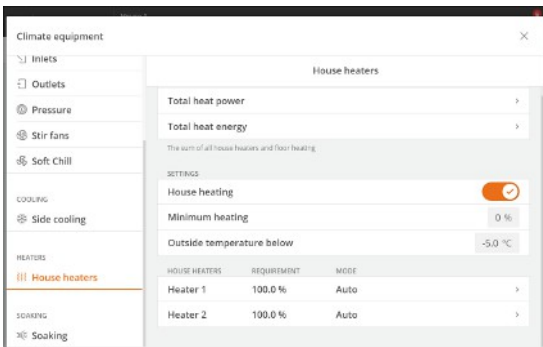 Climate equipment
Inlets
Outlets
Pressure
Stir fans
Soft Chill
COOLING
Side cooling
HEATERS
House heaters
SOAKING
Soaking
House heaters
Total heat power
Total heat energy
The sum of all house heaters and floor heating
SETTINGS
House heating
Minimum heating 0 %
Outside temperature below -5.0 °C
HOUSE HEATERS REQUIREMENT MODE
Heater 1 100.0 % Auto
Heater 2 100.0 % Auto